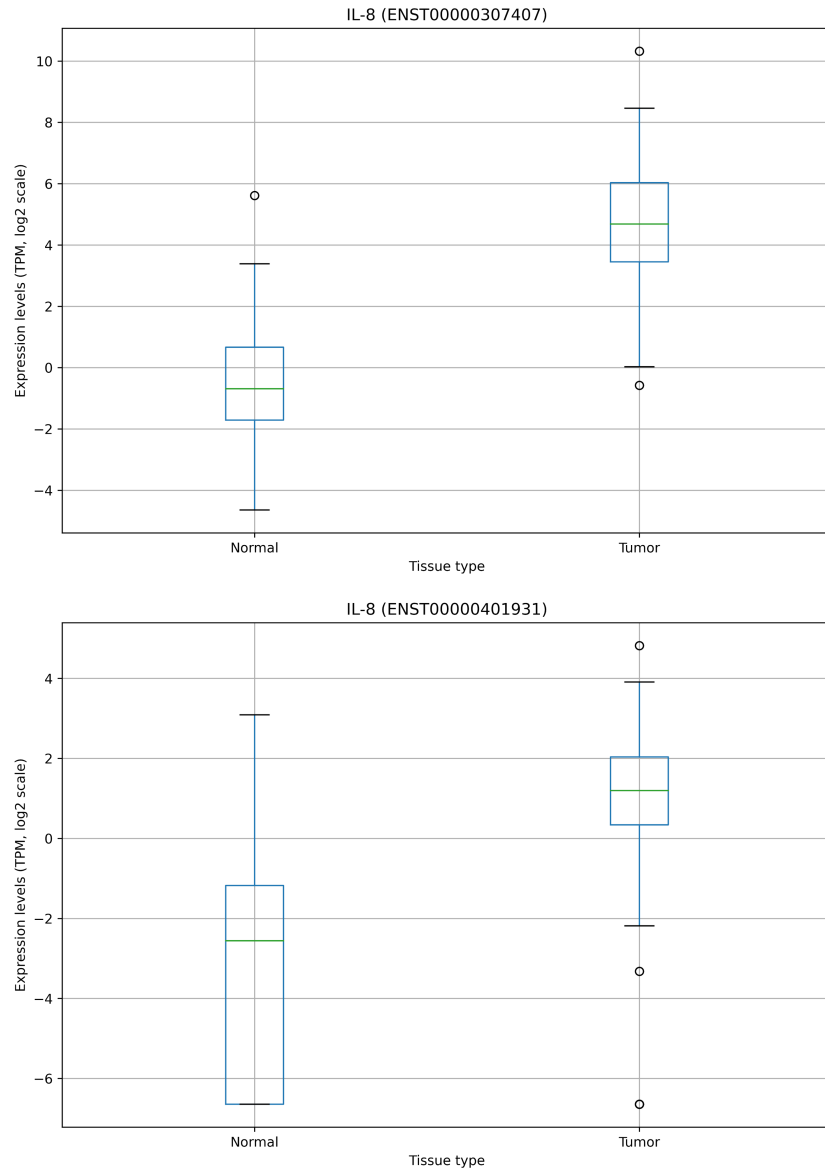 IL-8 (ENST00000307407)
Expression levels (TPM, log2 scale)
10
8
6
4
2
0
−2
−4
Normal
Tumor
Tissue type
IL-8 (ENST00000401931)
Expression levels (TPM, log2 scale)
4
2
0
−2
−4
−6
Normal
Tumor
Tissue type